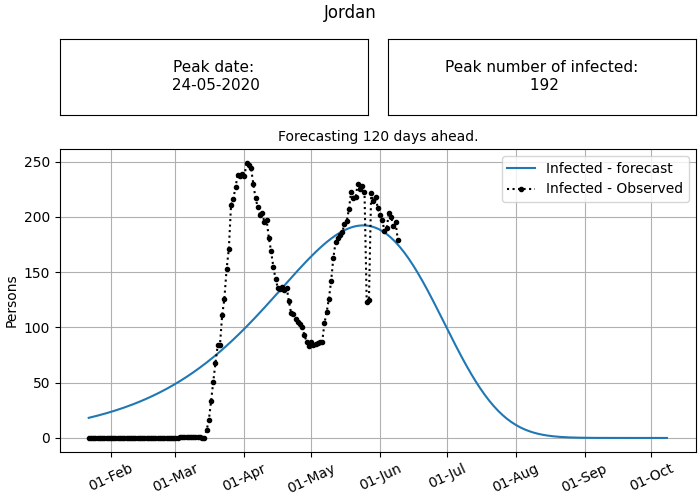 Jordan
Peak date:
24-05-2020
Peak number of infected:
192
Forecasting 120 days ahead.
Infected - forecast
Infected - Observed
Persons
250
200
150
100
50
0
01-Feb
01-Mar
01-Apr
01-May
01-Jun
01-Jul
01-Aug
01-Sep
01-Oct